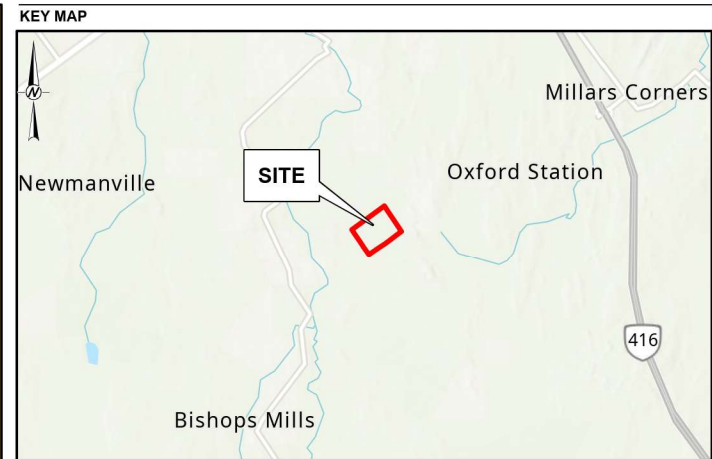 KEY MAP
N
Millars Corners
SITE
Oxford Station
Newmanville
416
Bishops Mills